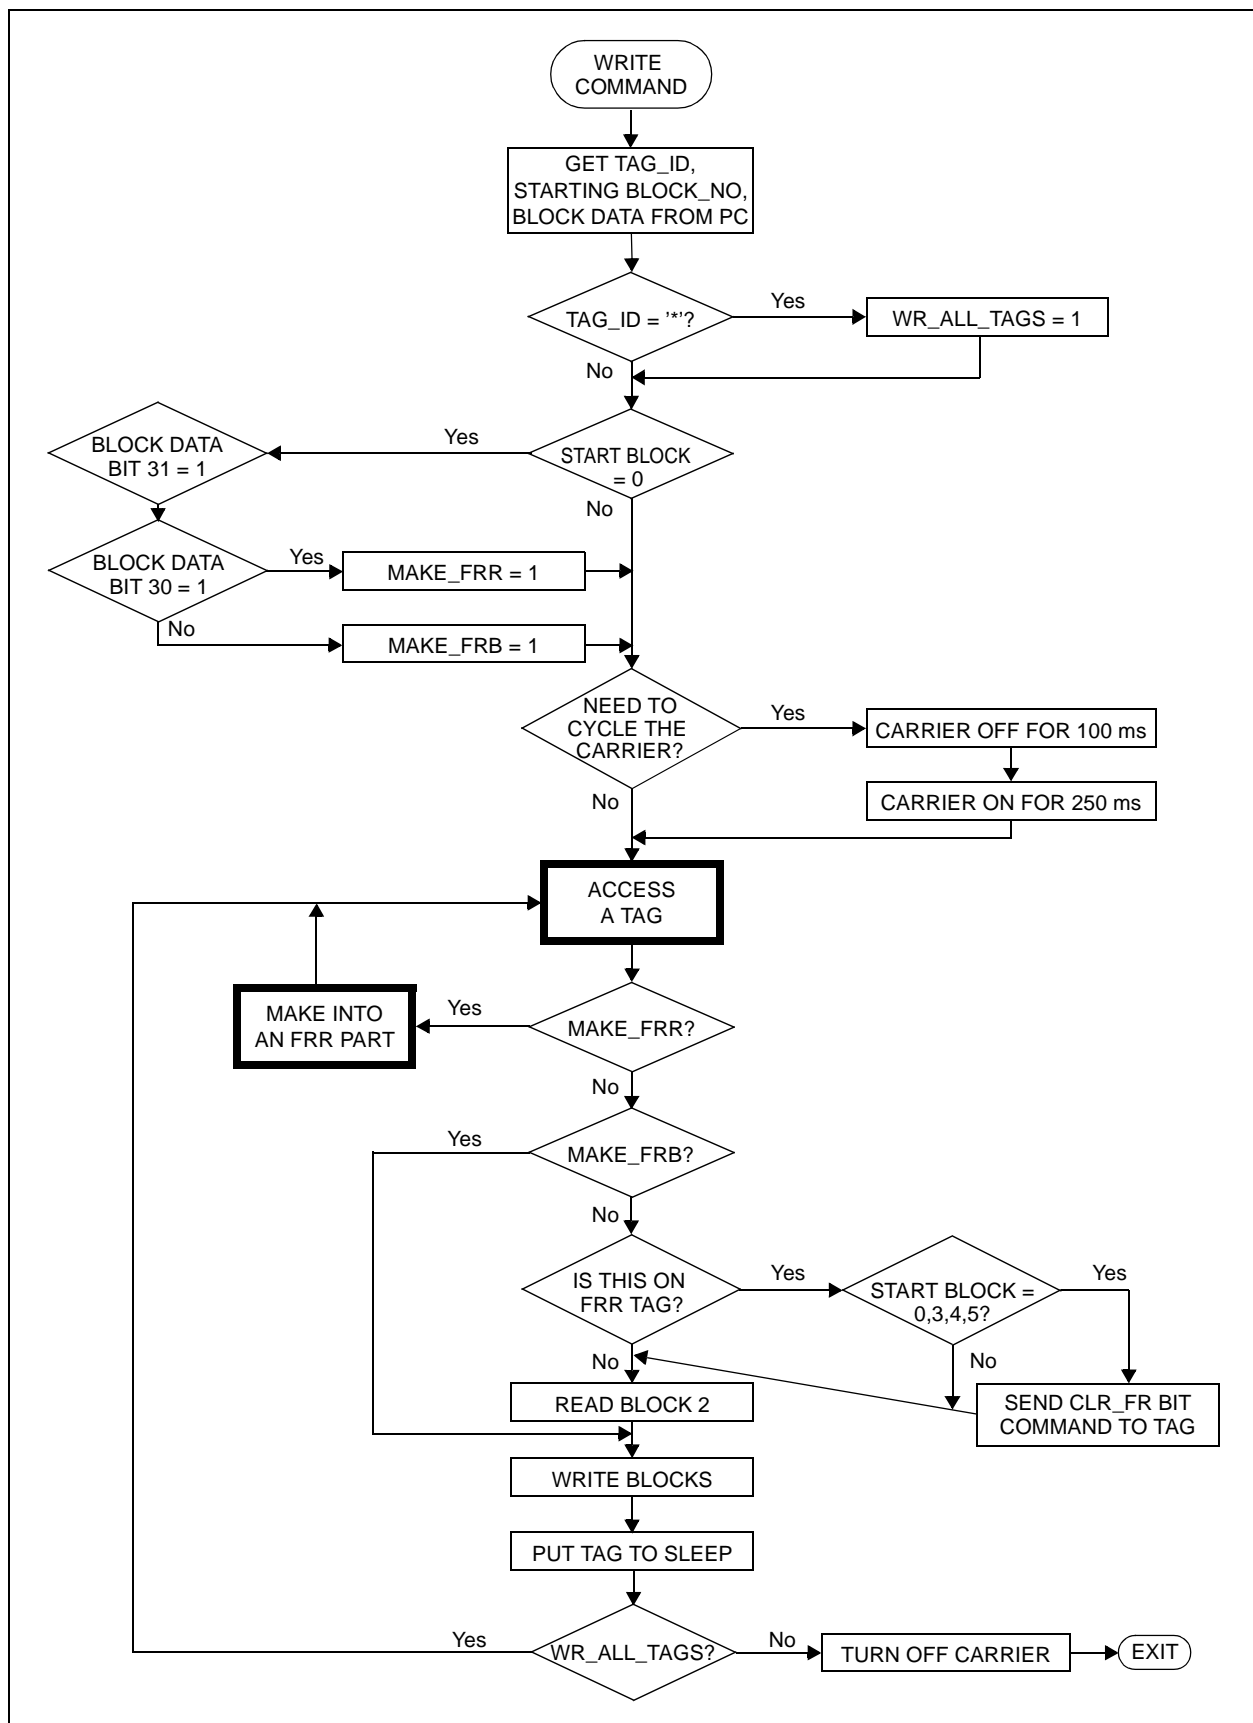 WRITE
COMMAND
GET TAG_ID,
STARTING BLOCK_NO,
BLOCK DATA FROM PC
TAG_ID = '*'?
Yes
WR_ALL_TAGS = 1
No
START BLOCK
= 0
Yes
No
BLOCK DATA
BIT 31 = 1
BLOCK DATA
BIT 30 = 1
Yes
MAKE_FRR = 1
No
MAKE_FRB = 1
NEED TO
CYCLE THE
CARRIER?
Yes
CARRIER OFF FOR 100 ms
CARRIER ON FOR 250 ms
No
ACCESS
A TAG
MAKE_FRR?
Yes
MAKE INTO
AN FRR PART
No
MAKE_FRB?
Yes
No
IS THIS ON
FRR TAG?
Yes
START BLOCK =
0,3,4,5?
Yes
No
No
SEND CLR_FR BIT
COMMAND TO TAG
READ BLOCK 2
WRITE BLOCKS
PUT TAG TO SLEEP
WR_ALL_TAGS?
Yes
No
TURN OFF CARRIER
EXIT